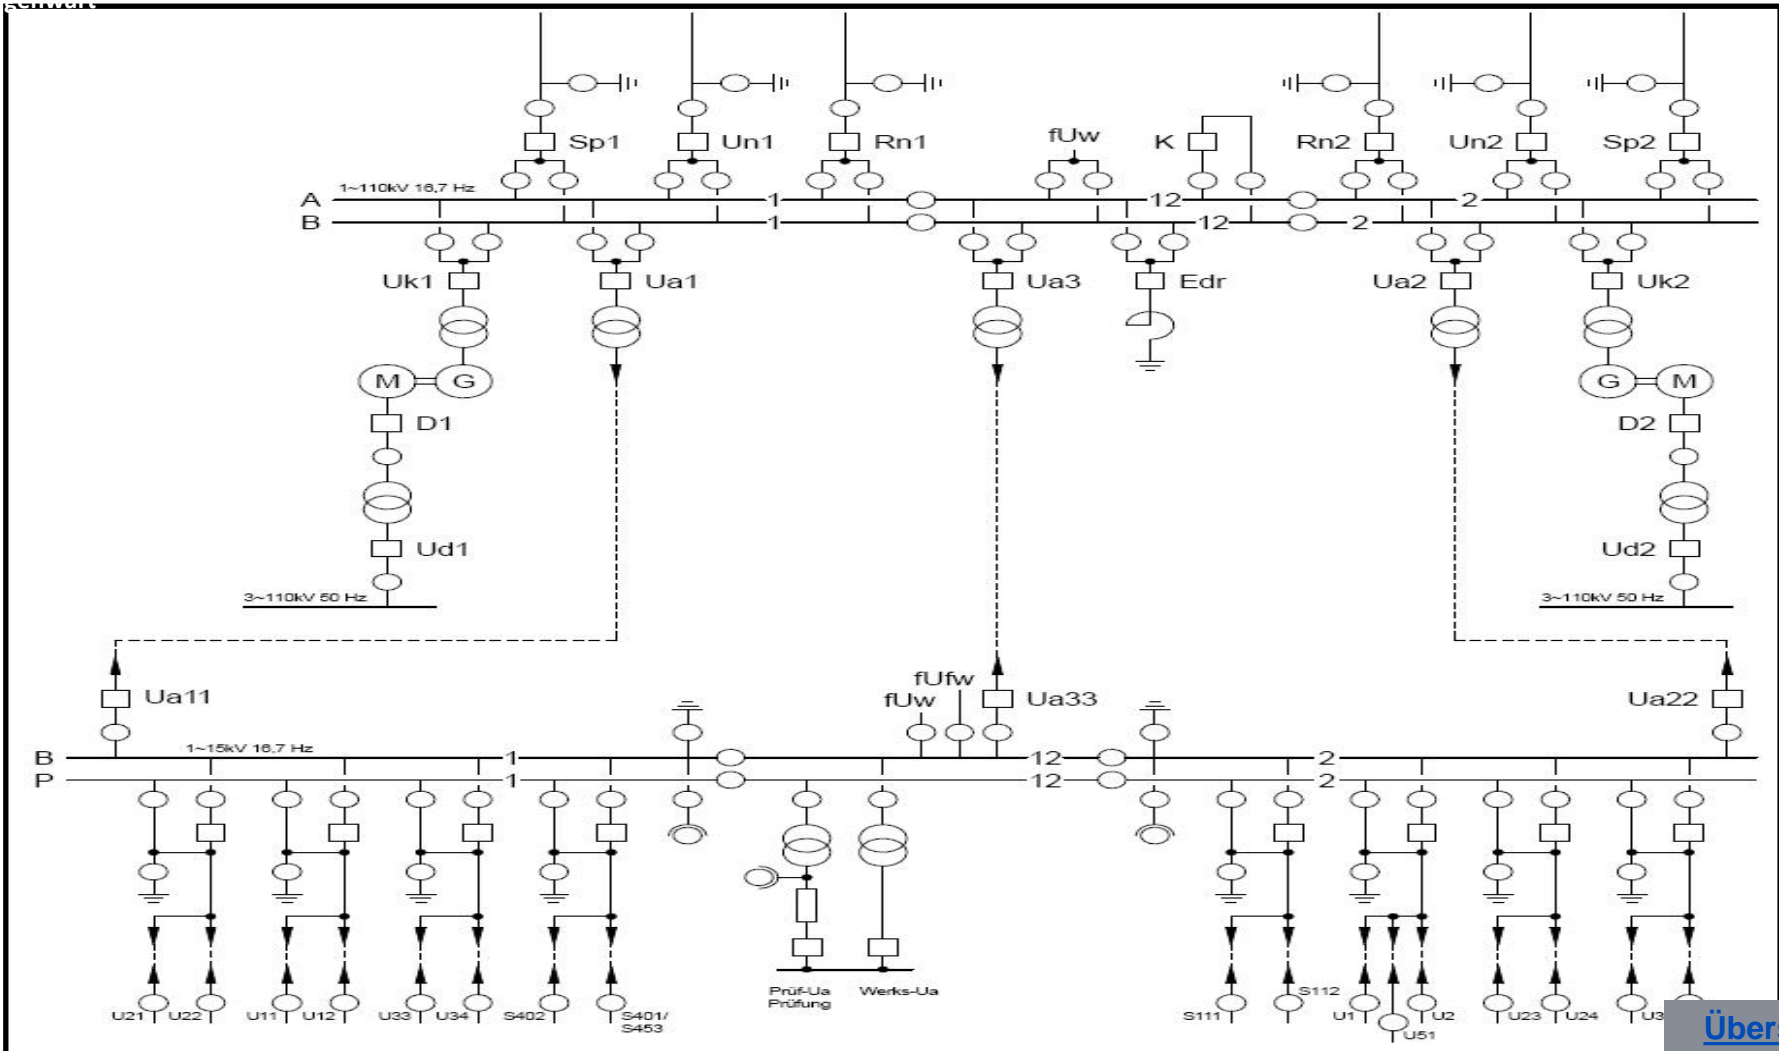 Sp1 Un1 Rn1 fUw K Rn2 Un2 Sp2
1~110kV 16,7 Hz
A 1 12 2
B 1 12 2
Uk1 Ua1 Ua3 Edr Ua2 Uk2
M G G M
D1 D2
Ud1 Ud2
3~110kV 50 Hz 3~110kV 50 Hz
fUfw
Ua11 fUw Ua33 Ua22
1~15kV 16,7 Hz
B 1 12 2
P 1 12 2
Prüf-Ua Werks-Ua
Prüfung
S112
U21 U22 U11 U12 U33 U34 S402 S401/ S111 U1 U2 U23 U24
S453 U51